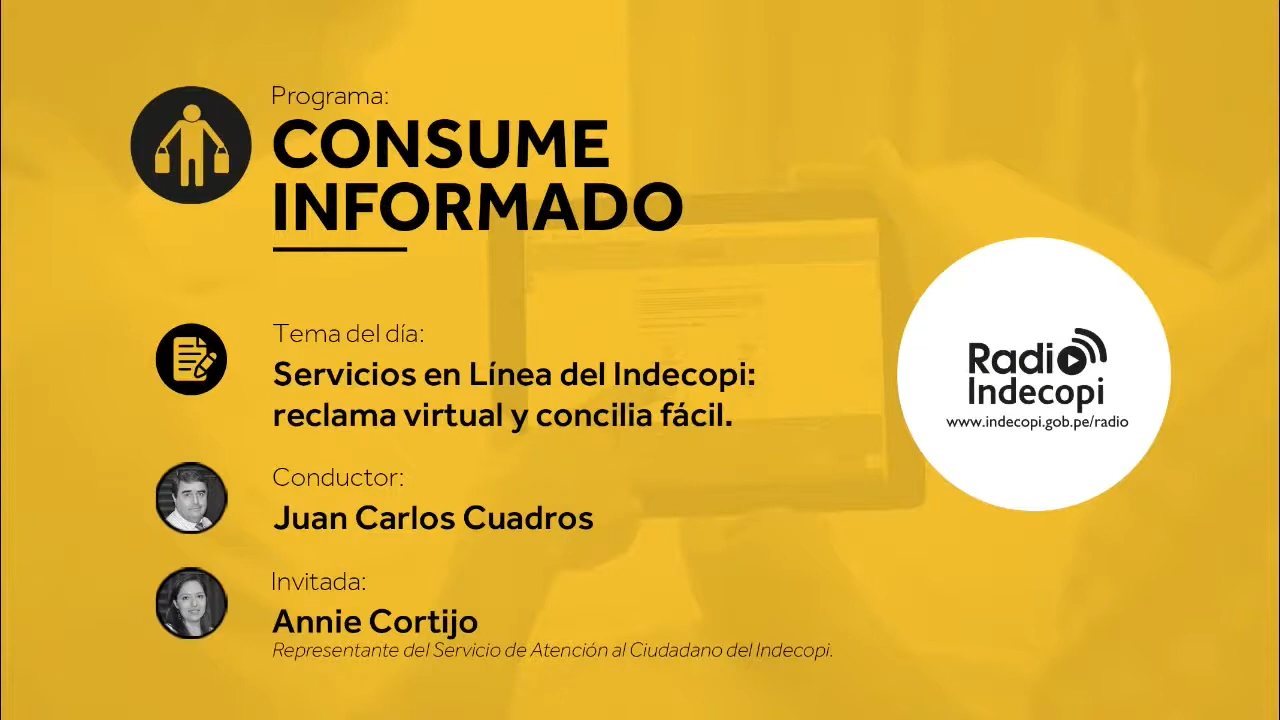 Programa:
CONSUME
INFORMADO
Tema del día:
Servicios en Línea del Indecopi:
reclama virtual y concilia fácil.
Conductor:
Juan Carlos Cuadros
Invitada:
Annie Cortijo
Representante del Servicio de Atención al Ciudadano del Indecopi.
Radio
Indecopi
www.indecopi.gob.pe/radio